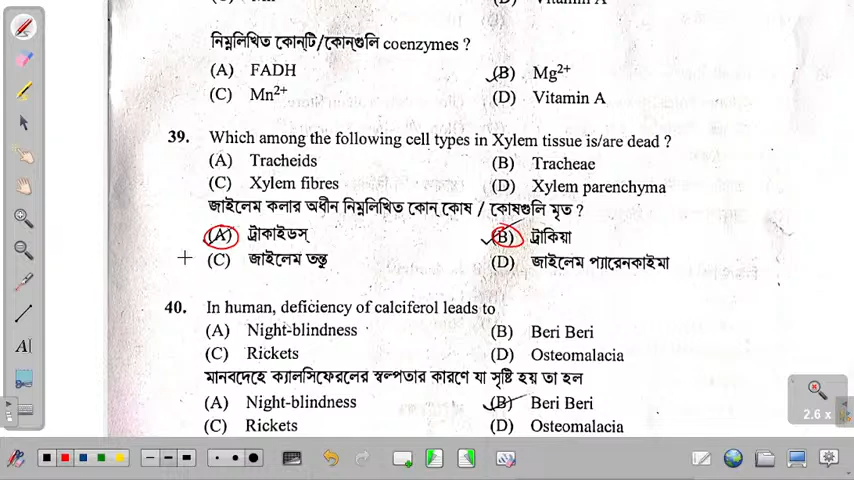 (D) Vitamin A
নিম্নলিখিত কোন্‌টি/কোন্‌গুলি coenzymes ?
(A) FADH (B) Mg²⁺
(C) Mn²⁺ (D) Vitamin A
39. Which among the following cell types in Xylem tissue is/are dead ?
(A) Tracheids (B) Tracheae
(C) Xylem fibres (D) Xylem parenchyma
জাইলেম কলার অধীন নিম্নলিখিত কোন্ কোষ / কোষগুলি মৃত ?
(A) ট্রাকাইডস্ (B) ট্রাকিয়া
(C) জাইলেম তন্তু (D) জাইলেম প্যারেনকাইমা
40. In human, deficiency of calciferol leads to
(A) Night-blindness (B) Beri Beri
(C) Rickets (D) Osteomalacia
মানবদেহে ক্যালসিফেরলের স্বল্পতার কারণে যা সৃষ্টি হয় তা হল
(A) Night-blindness (B) Beri Beri
(C) Rickets (D) Osteomalacia
A
2.6 x